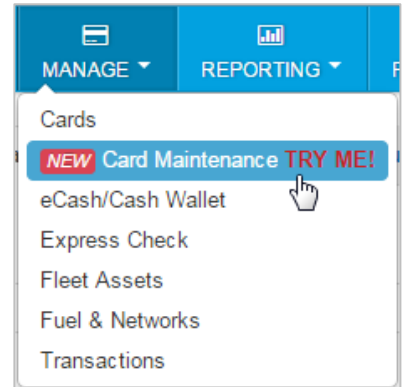 MANAGE REPORTING
Cards
NEW Card Maintenance TRY ME!
eCash/Cash Wallet
Express Check
Fleet Assets
Fuel & Networks
Transactions